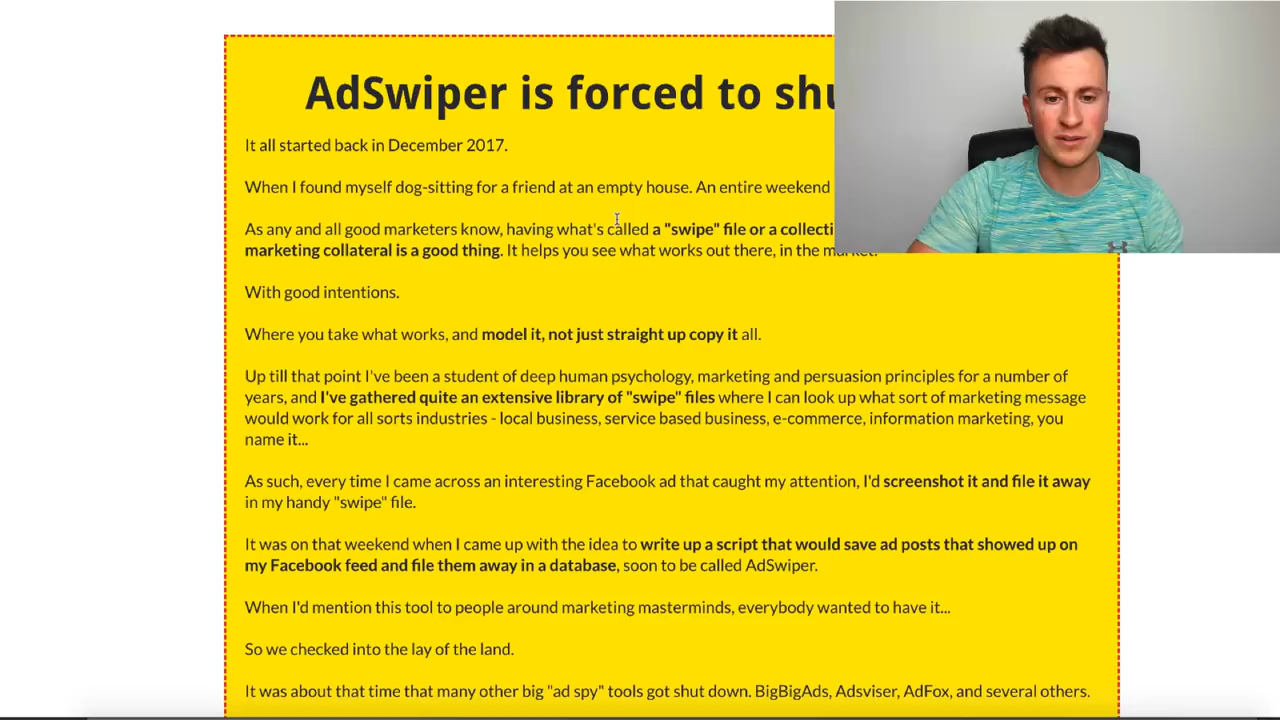 AdSwiper is forced to shu
It all started back in December 2017.
When I found myself dog-sitting for a friend at an empty house. An entire weekend
As any and all good marketers know, having what's called a "swipe" file or a collecti
marketing collateral is a good thing. It helps you see what works out there, in the market.
With good intentions.
Where you take what works, and model it, not just straight up copy it all.
Up till that point I've been a student of deep human psychology, marketing and persuasion principles for a number of
years, and I've gathered quite an extensive library of "swipe" files where I can look up what sort of marketing message
would work for all sorts industries - local business, service based business, e-commerce, information marketing, you
name it...
As such, every time I came across an interesting Facebook ad that caught my attention, I'd screenshot it and file it away
in my handy "swipe" file.
It was on that weekend when I came up with the idea to write up a script that would save ad posts that showed up on
my Facebook feed and file them away in a database, soon to be called AdSwiper.
When I'd mention this tool to people around marketing masterminds, everybody wanted to have it...
So we checked into the lay of the land.
It was about that time that many other big "ad spy" tools got shut down. BigBigAds, Adsviser, AdFox, and several others.